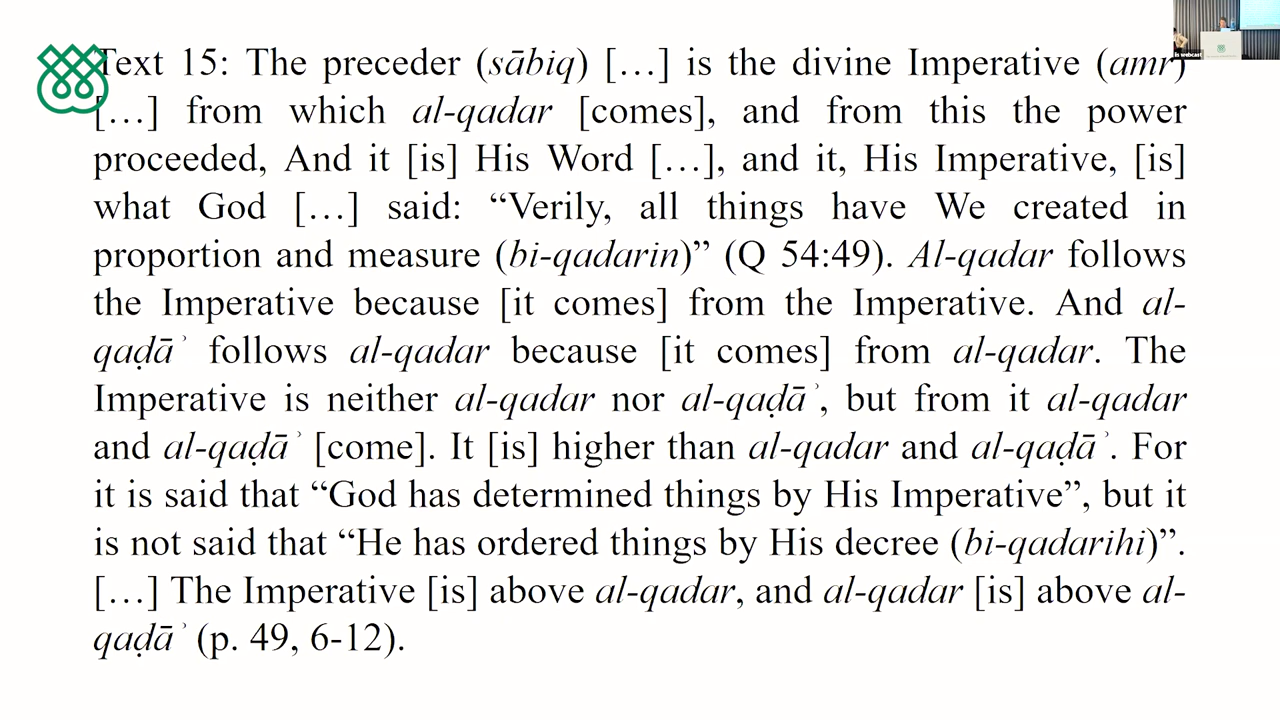 Text 15: The preceder (sābiq) […] is the divine Imperative (amr)
[…] from which al-qadar [comes], and from this the power
proceeded, And it [is] His Word […], and it, His Imperative, [is]
what God […] said: “Verily, all things have We created in
proportion and measure (bi-qadarin)” (Q 54:49). Al-qadar follows
the Imperative because [it comes] from the Imperative. And al-
qaḍāʾ follows al-qadar because [it comes] from al-qadar. The
Imperative is neither al-qadar nor al-qaḍāʾ, but from it al-qadar
and al-qaḍāʾ [come]. It [is] higher than al-qadar and al-qaḍāʾ. For
it is said that “God has determined things by His Imperative”, but it
is not said that “He has ordered things by His decree (bi-qadarihi)”.
[…] The Imperative [is] above al-qadar, and al-qadar [is] above al-
qaḍāʾ (p. 49, 6-12).